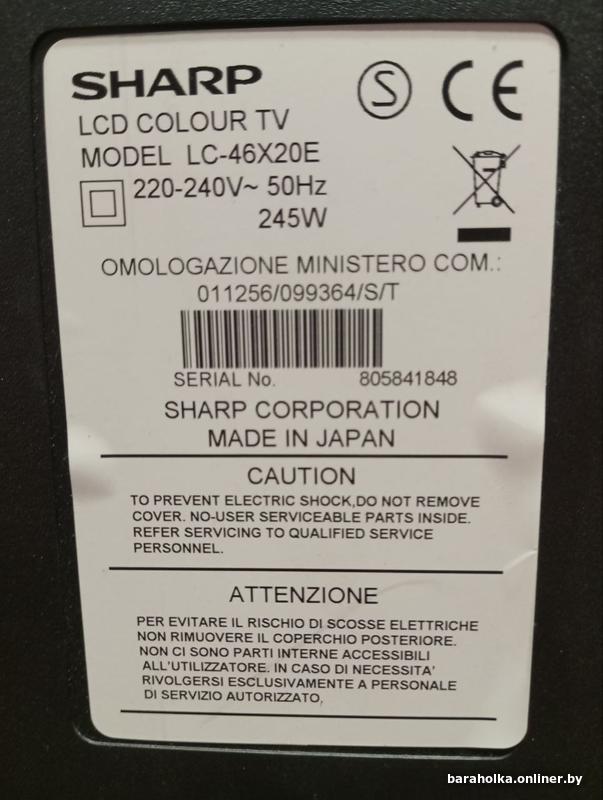 SHARP
LCD COLOUR TV
MODEL LC-46X20E
220-240V~ 50Hz
245W
OMOLOGAZIONE MINISTERO COM.:
011256/099364/S/T
SERIAL No. 805841848
SHARP CORPORATION
MADE IN JAPAN
CAUTION
TO PREVENT ELECTRIC SHOCK,DO NOT REMOVE
COVER. NO-USER SERVICEABLE PARTS INSIDE.
REFER SERVICING TO QUALIFIED SERVICE
PERSONNEL.
ATTENZIONE
PER EVITARE IL RISCHIO DI SCOSSE ELETTRICHE
NON RIMUOVERE IL COPERCHIO POSTERIORE.
NON CI SONO PARTI INTERNE ACCESSIBILI
ALL'UTILIZZATORE. IN CASO DI NECESSITA'
RIVOLGERSI ESCLUSIVAMENTE A PERSONALE
DI SERVIZIO AUTORIZZATO,
S
CE
baraholka.onliner.by